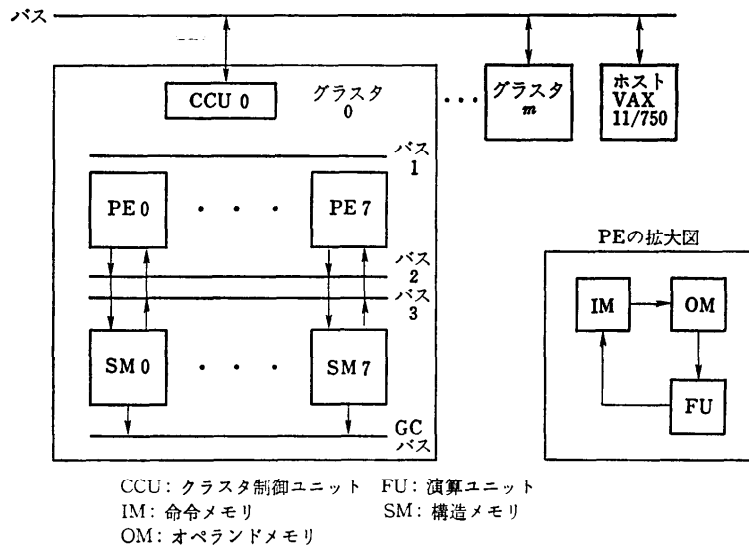 バス
CCU 0
グラスタ
0
グラスタ
m
ホスト
VAX
11/750
バス
1
PE 0
PE 7
バス
2
バス
3
SM 0
SM 7
GC
バス
PEの拡大図
IM
OM
FU
CCU: クラスタ制御ユニット FU: 演算ユニット
IM: 命令メモリ SM: 構造メモリ
OM: オペランドメモリ